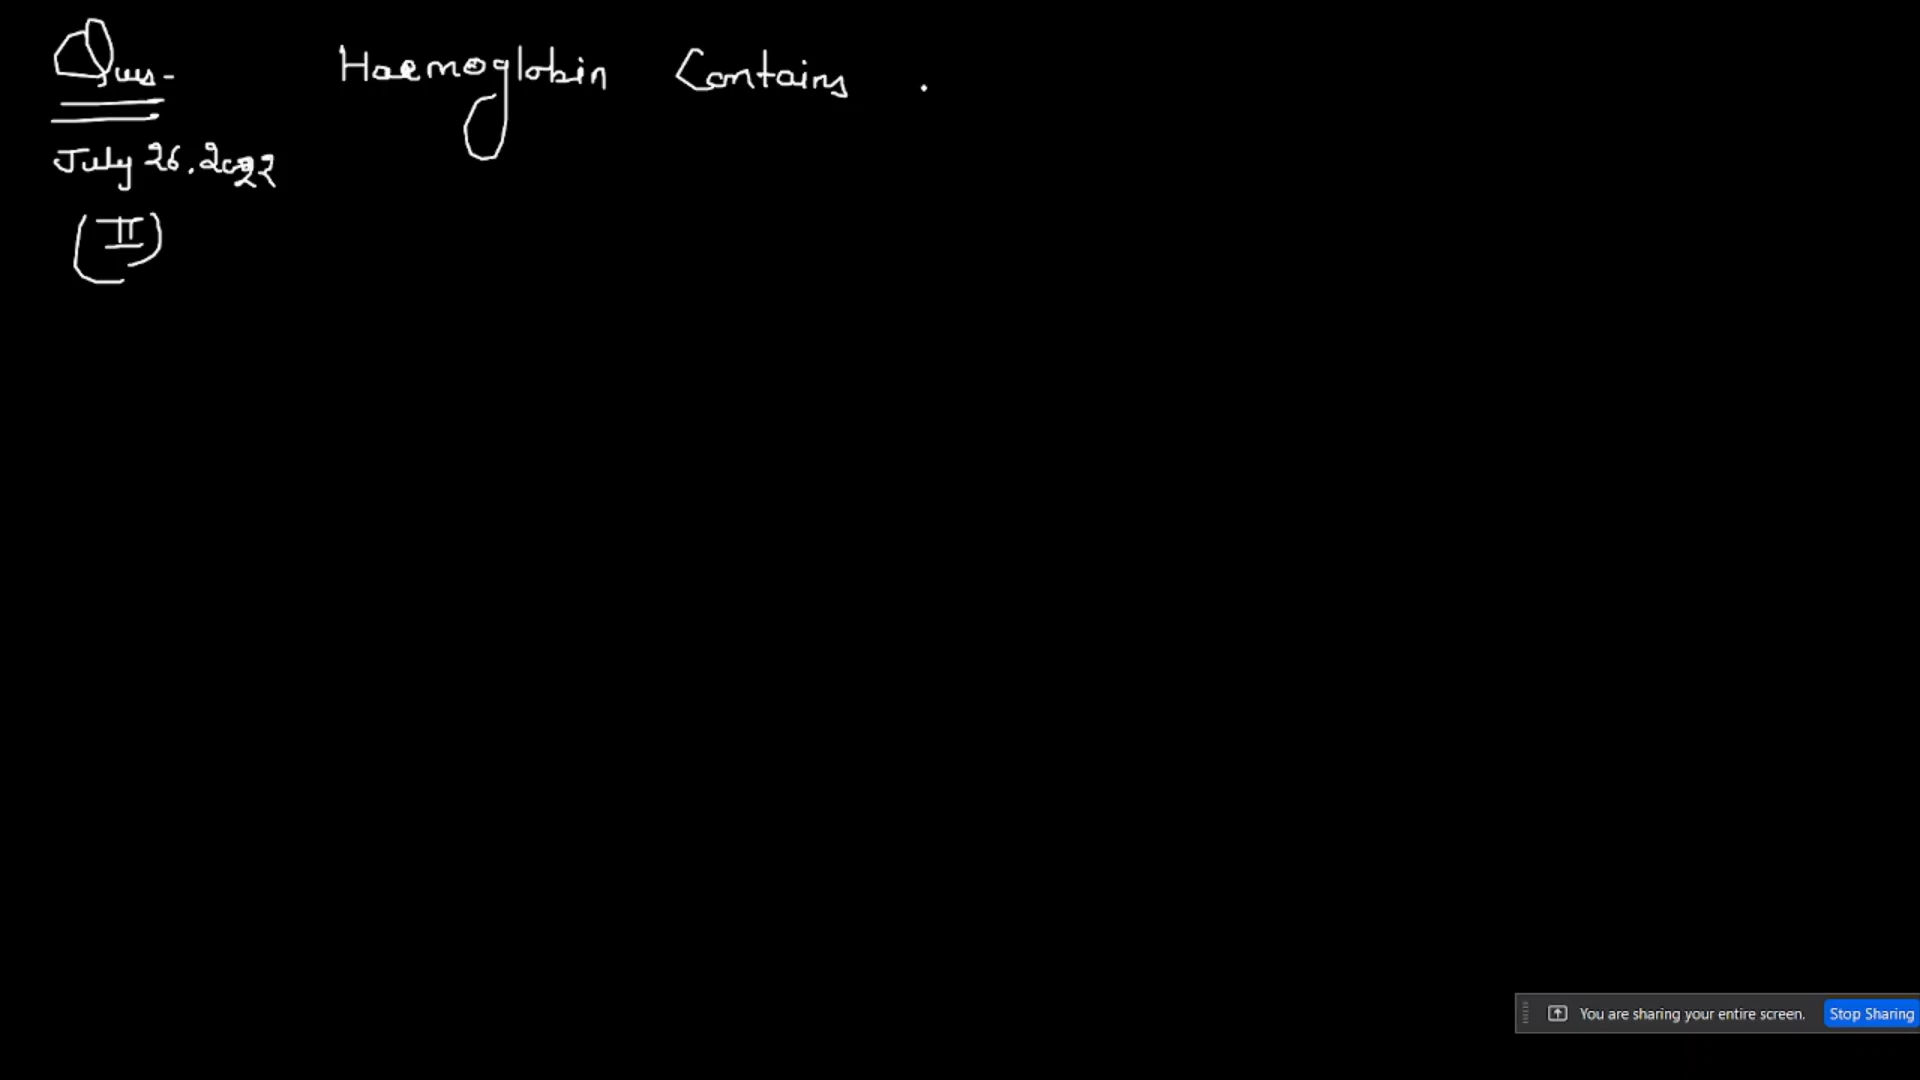 Ques- Haemoglobin Contains .
July 26.2022
(II)
You are sharing your entire screen. Stop Sharing